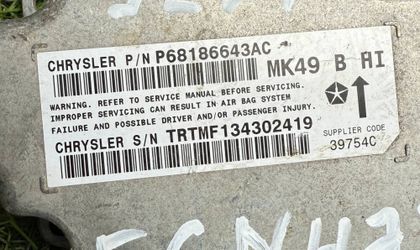 CHRYSLER P/N P68186643AC
MK49 B AI
WARNING. REFER TO SERVICE MANUAL BEFORE SERVICING.
IMPROPER SERVICING CAN RESULT IN AIR BAG SYSTEM
FAILURE AND POSSIBLE DRIVER AND/OR PASSENGER INJURY.
CHRYSLER S/N TRTMF134302419
SUPPLIER CODE
39754C